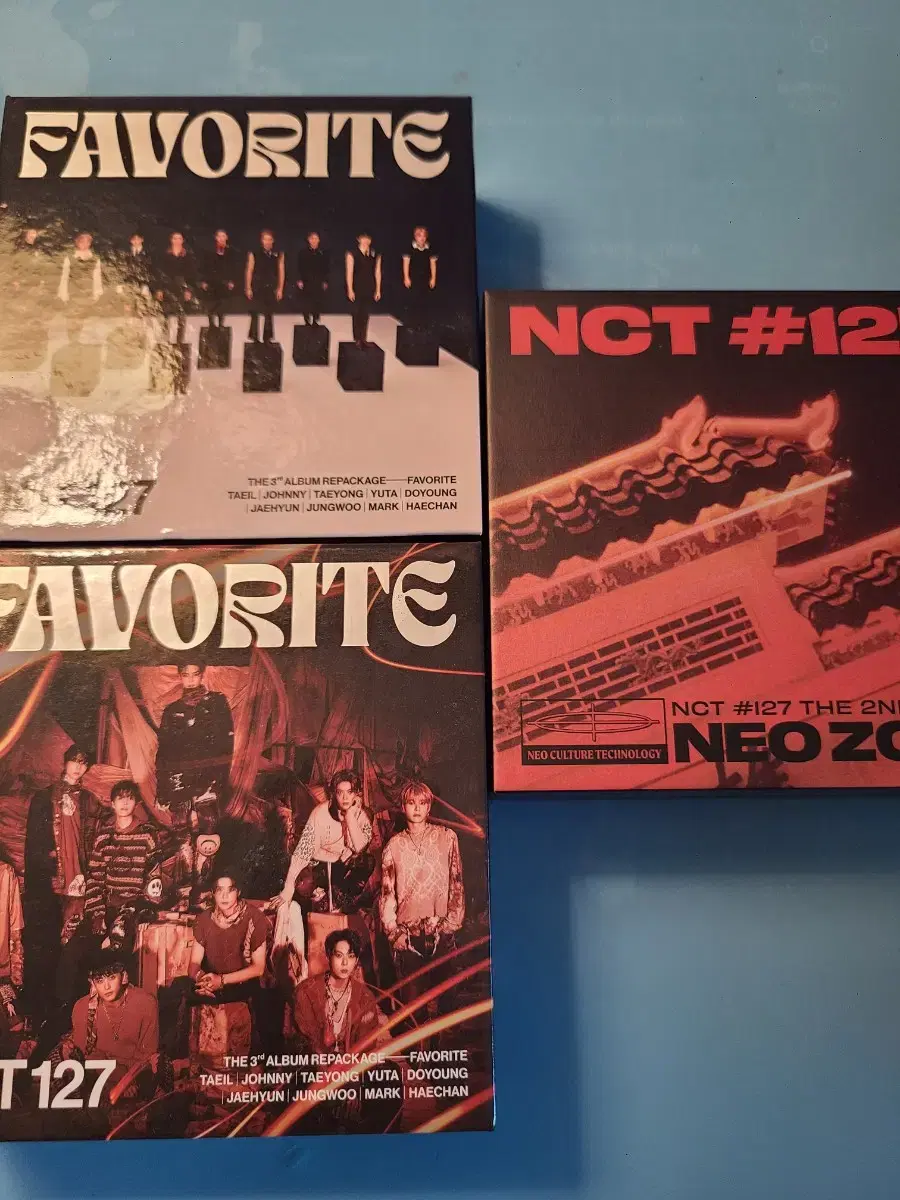 FAVORITE
THE 3rd ALBUM REPACKAGE——FAVORITE
TAEIL | JOHNNY | TAEYONG | YUTA | DOYOUNG
| JAEHYUN | JUNGWOO | MARK | HAECHAN
FAVORITE
T 127
THE 3rd ALBUM REPACKAGE——FAVORITE
TAEIL | JOHNNY | TAEYONG | YUTA | DOYOUNG
| JAEHYUN | JUNGWOO | MARK | HAECHAN
NCT #12
NEO CULTURE TECHNOLOGY
NCT #127 THE 2N
NEO ZO